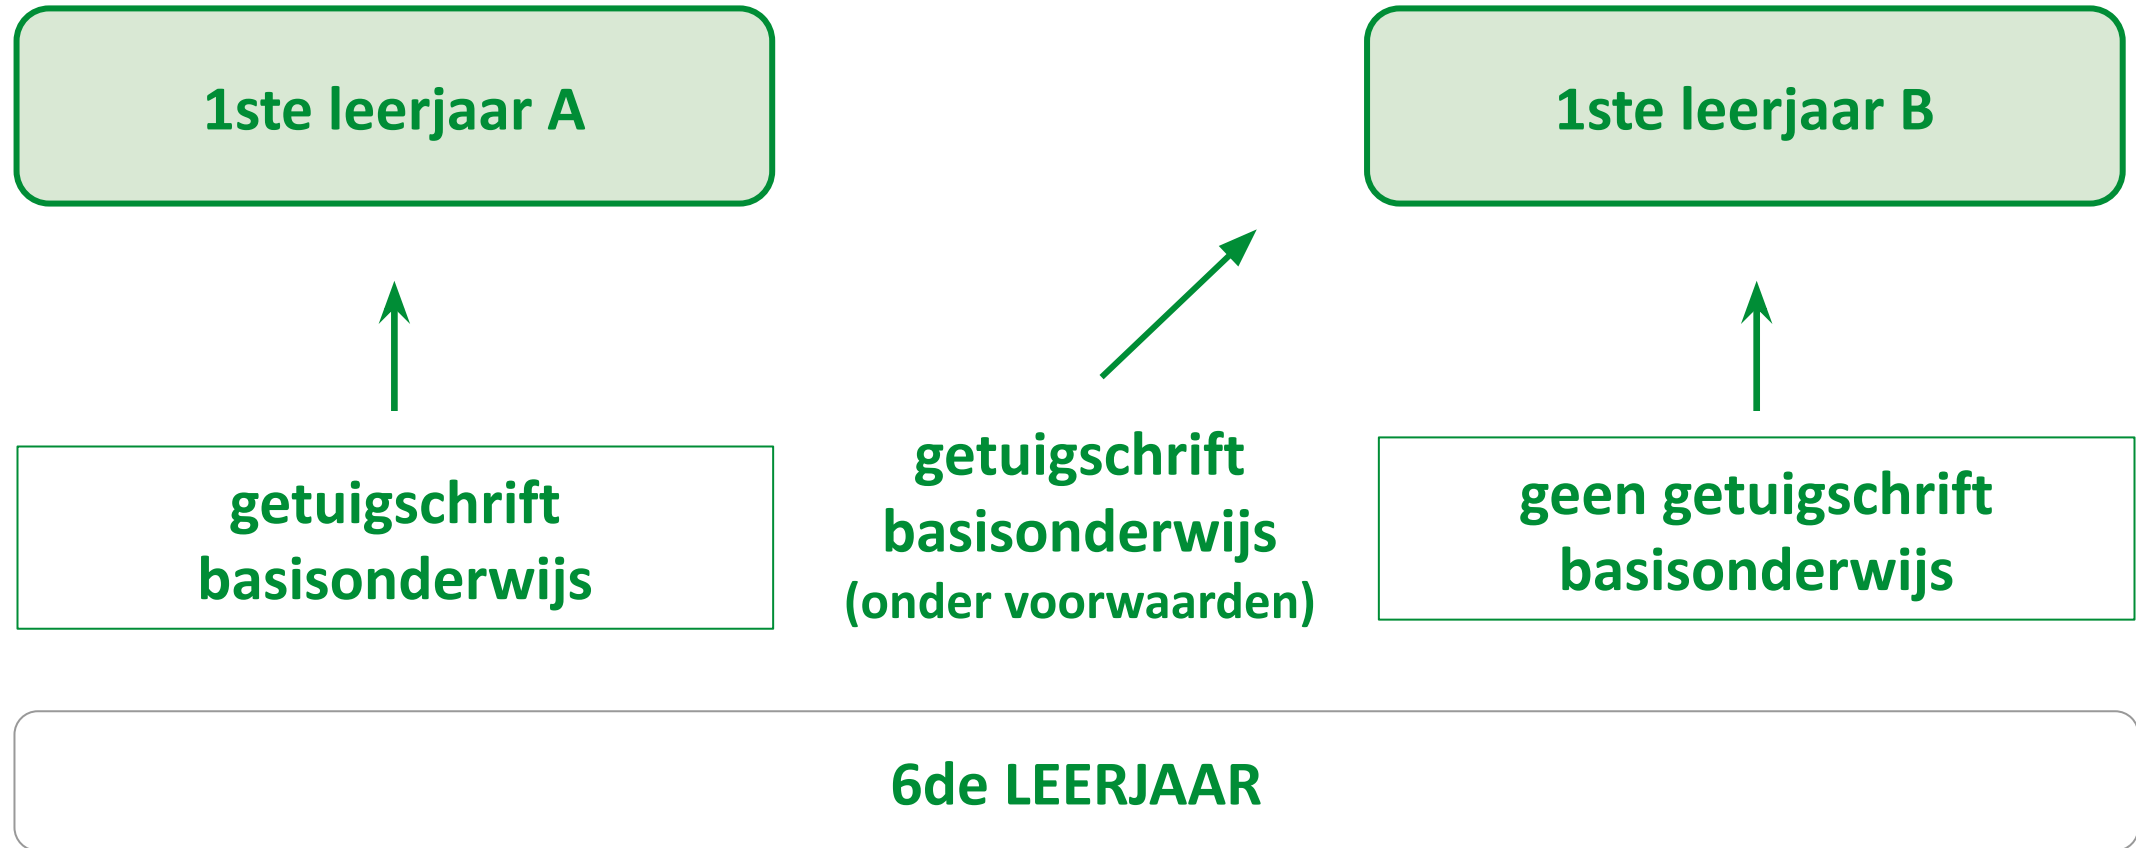 1ste leerjaar A
1ste leerjaar B
getuigschrift
basisonderwijs
getuigschrift
basisonderwijs
(onder voorwaarden)
geen getuigschrift
basisonderwijs
6de LEERJAAR